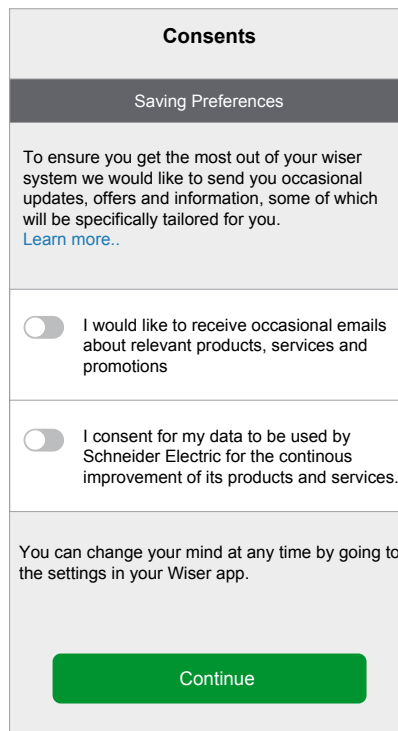 Consents
Saving Preferences
To ensure you get the most out of your wiser
system we would like to send you occasional
updates, offers and information, some of which
will be specifically tailored for you.
Learn more..
I would like to receive occasional emails
about relevant products, services and
promotions
I consent for my data to be used by
Schneider Electric for the continous
improvement of its products and services.
You can change your mind at any time by going to
the settings in your Wiser app.
Continue